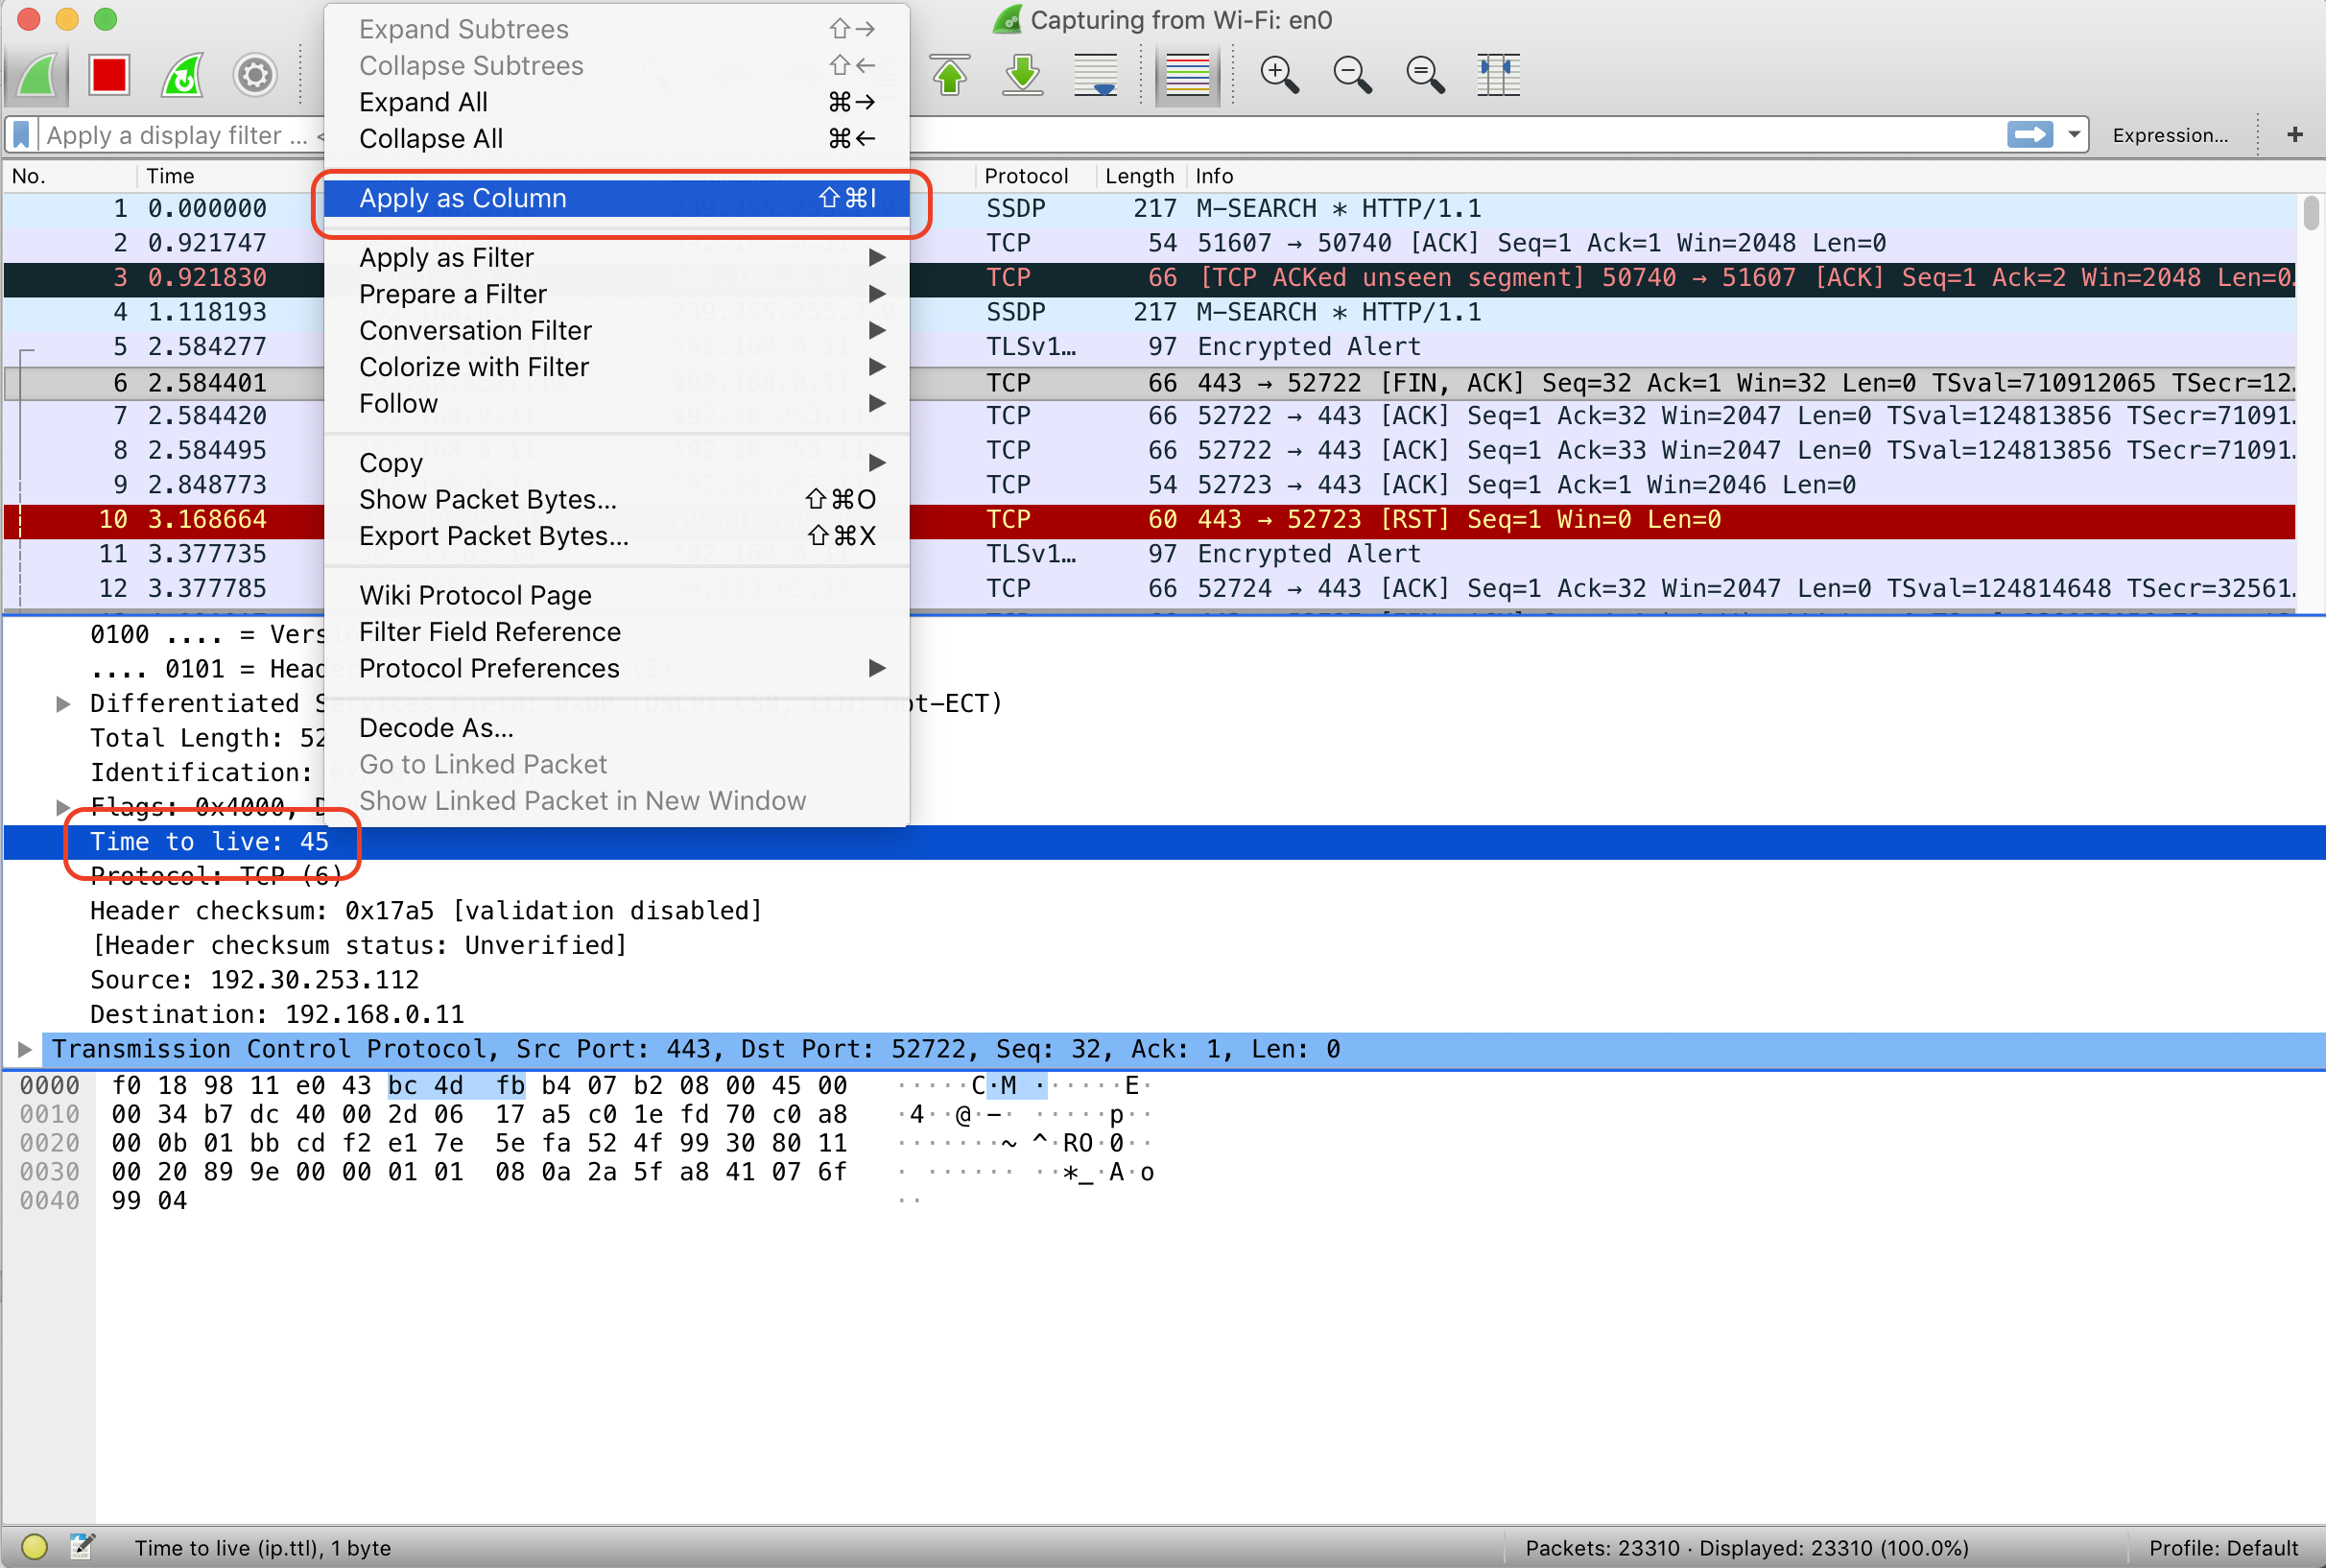 Capturing from Wi-Fi: en0
Expand Subtrees ⇧→
Collapse Subtrees ⇧←
Expand All ⌘→
Collapse All ⌘←
Apply a display filter ... <
Expression...
+
No. Time Protocol Length Info
Apply as Column ⇧⌘I
Apply as Filter
Prepare a Filter
Conversation Filter
Colorize with Filter
Follow
Copy
Show Packet Bytes... ⇧⌘O
Export Packet Bytes... ⇧⌘X
Wiki Protocol Page
Filter Field Reference
Protocol Preferences
Decode As...
Go to Linked Packet
Show Linked Packet in New Window
1 0.000000 SSDP 217 M-SEARCH * HTTP/1.1
2 0.921747 TCP 54 51607 → 50740 [ACK] Seq=1 Ack=1 Win=2048 Len=0
3 0.921830 TCP 66 [TCP ACKed unseen segment] 50740 → 51607 [ACK] Seq=1 Ack=2 Win=2048 Len=0…
4 1.118193 SSDP 217 M-SEARCH * HTTP/1.1
5 2.584277 TLSv1… 97 Encrypted Alert
6 2.584401 TCP 66 443 → 52722 [FIN, ACK] Seq=32 Ack=1 Win=32 Len=0 TSval=710912065 TSecr=12…
7 2.584420 TCP 66 52722 → 443 [ACK] Seq=1 Ack=32 Win=2047 Len=0 TSval=124813856 TSecr=71091…
8 2.584495 TCP 66 52722 → 443 [ACK] Seq=1 Ack=33 Win=2047 Len=0 TSval=124813856 TSecr=71091…
9 2.848773 TCP 54 52723 → 443 [ACK] Seq=1 Ack=1 Win=2046 Len=0
10 3.168664 TCP 60 443 → 52723 [RST] Seq=1 Win=0 Len=0
11 3.377735 TLSv1… 97 Encrypted Alert
12 3.377785 TCP 66 52724 → 443 [ACK] Seq=1 Ack=32 Win=2047 Len=0 TSval=124814648 TSecr=32561…
0100 .... = Vers
.... 0101 = Header (5)
Differentiated Services Field: 0x00 (DSCP: CS0, ECN: Not-ECT)
Total Length: 52
Identification:
Flags: 0x4000, D
Time to live: 45
Protocol: TCP (6)
Header checksum: 0x17a5 [validation disabled]
[Header checksum status: Unverified]
Source: 192.30.253.112
Destination: 192.168.0.11
Transmission Control Protocol, Src Port: 443, Dst Port: 52722, Seq: 32, Ack: 1, Len: 0
0000 f0 18 98 11 e0 43 bc 4d fb b4 07 b2 08 00 45 00 ·····C·M ······E·
0010 00 34 b7 dc 40 00 2d 06 17 a5 c0 1e fd 70 c0 a8 ·4··@·-· ·····p··
0020 00 0b 01 bb cd f2 e1 7e 5e fa 52 4f 99 30 80 11 ·······~ ^·RO·0··
0030 00 20 89 9e 00 00 01 01 08 0a 2a 5f a8 41 07 6f · ······ ··*_·A·o
0040 99 04 ··
Time to live (ip.ttl), 1 byte
Packets: 23310 · Displayed: 23310 (100.0%)
Profile: Default